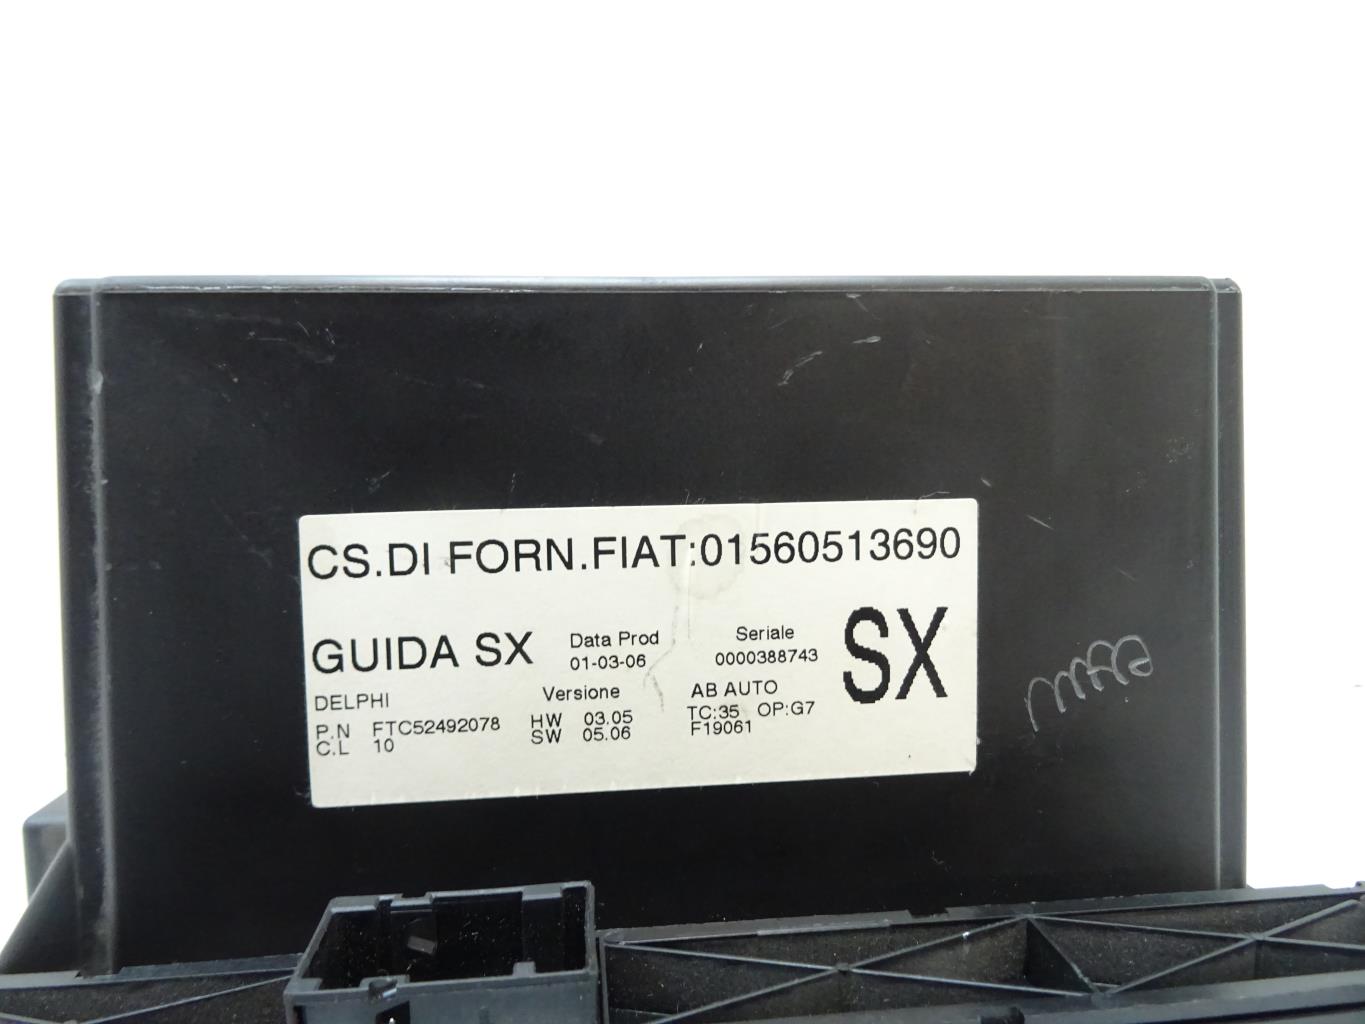 CS.DI FORN.FIAT:01560513690
GUIDA SX
Data Prod
01-03-06
Seriale
0000388743
SX
DELPHI
P.N FTC52492078
C.L 10
Versione
HW 03.05
SW 05.06
AB AUTO
TC:35 OP:G7
F19061